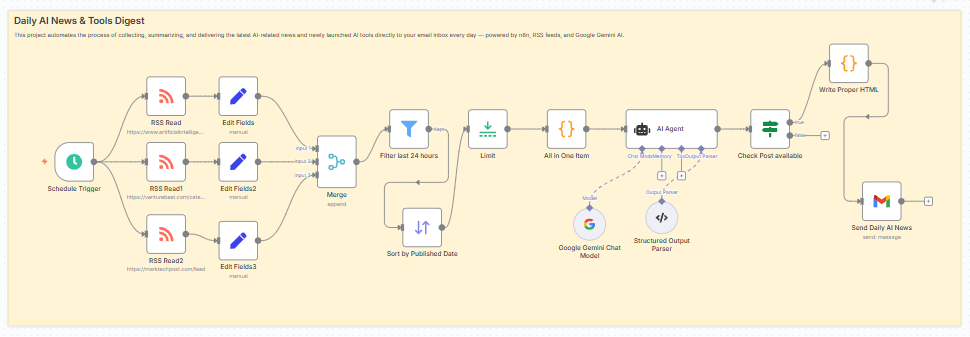 Daily AI News & Tools Digest
This project automates the process of collecting, summarizing, and delivering the latest AI-related news and newly launched AI tools directly to your email inbox every day — powered by n8n, RSS feeds, and Google Gemini AI.
Write Proper HTML
RSS Read
https://www.artificialintellige...
Edit Fields
manual
Schedule Trigger
RSS Read1
https://venturebeat.com/cate...
Edit Fields2
manual
RSS Read2
https://marktechpost.com/feed
Edit Fields3
manual
Input 1
Input 2
Input 3
Merge
append
Filter last 24 hours
Kept
Sort by Published Date
Limit
All in One Item
AI Agent
Chat Model
Memory
Tool
Output Parser
Model
Google Gemini Chat
Model
Output Parser
Structured Output
Parser
Check Post available
true
false
Send Daily AI News
send: message